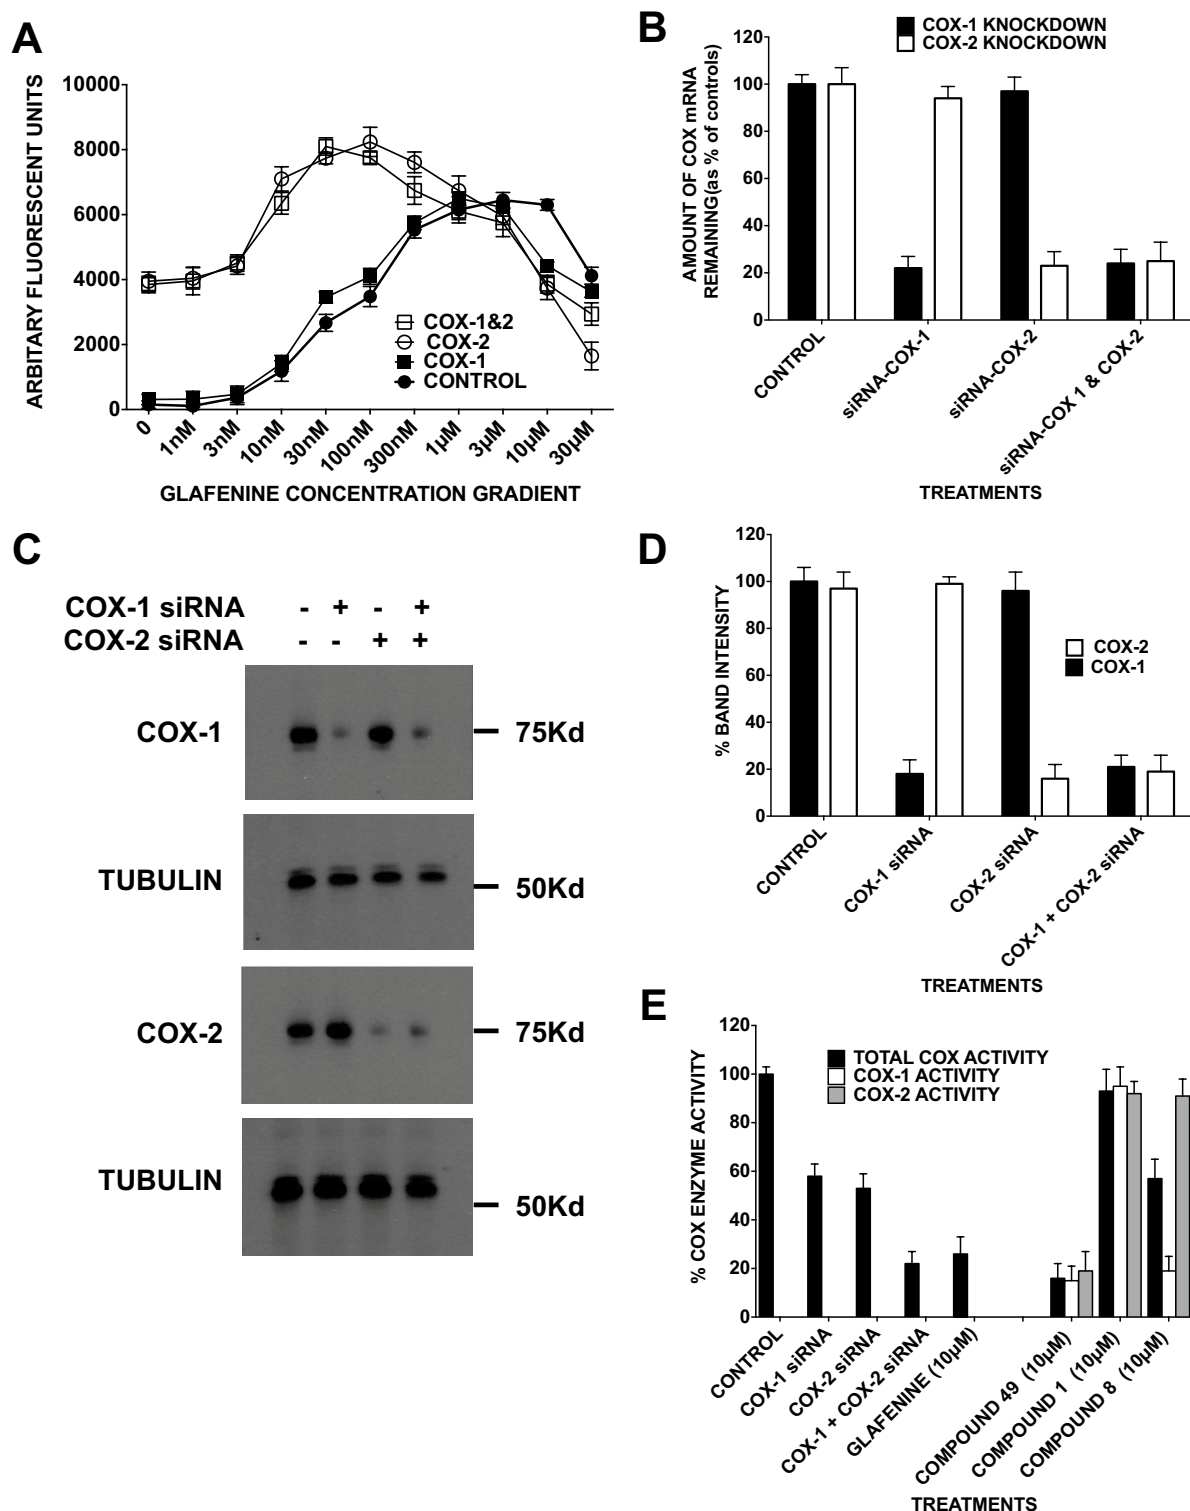 A
ARBITARY FLUORESCENT UNITS
10000
8000
6000
4000
2000
0
COX-1&2
COX-2
COX-1
CONTROL
0
1nM
3nM
10nM
30nM
100nM
300nM
1µM
3µM
10µM
30µM
GLAFENINE CONCENTRATION GRADIENT
B
COX-1 KNOCKDOWN
COX-2 KNOCKDOWN
AMOUNT OF COX mRNA
REMAINING(as % of controls)
120
100
80
60
40
20
0
CONTROL
siRNA-COX-1
siRNA-COX-2
siRNA-COX 1 & COX-2
TREATMENTS
C
COX-1 siRNA - + - +
COX-2 siRNA - - + +
COX-1
75Kd
TUBULIN
50Kd
COX-2
75Kd
TUBULIN
50Kd
D
% BAND INTENSITY
120
100
80
60
40
20
0
COX-2
COX-1
CONTROL
COX-1 siRNA
COX-2 siRNA
COX-1 + COX-2 siRNA
TREATMENTS
E
% COX ENZYME ACTIVITY
120
100
80
60
40
20
0
TOTAL COX ACTIVITY
COX-1 ACTIVITY
COX-2 ACTIVITY
CONTROL
COX-1 siRNA
COX-2 siRNA
COX-1 + COX-2 siRNA
GLAFENINE (10µM)
COMPOUND 49 (10µM)
COMPOUND 1 (10µM)
COMPOUND 8 (10µM)
TREATMENTS